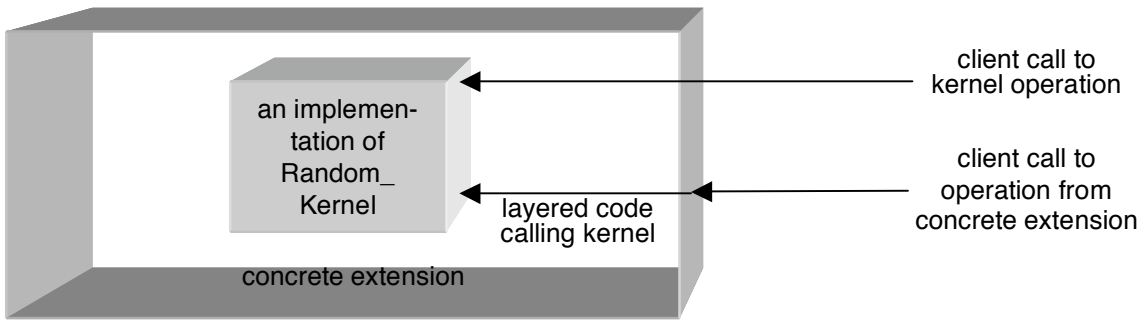 an implemen-
tation of
Random_
Kernel
client call to
kernel operation
client call to
operation from
concrete extension
layered code
calling kernel
concrete extension